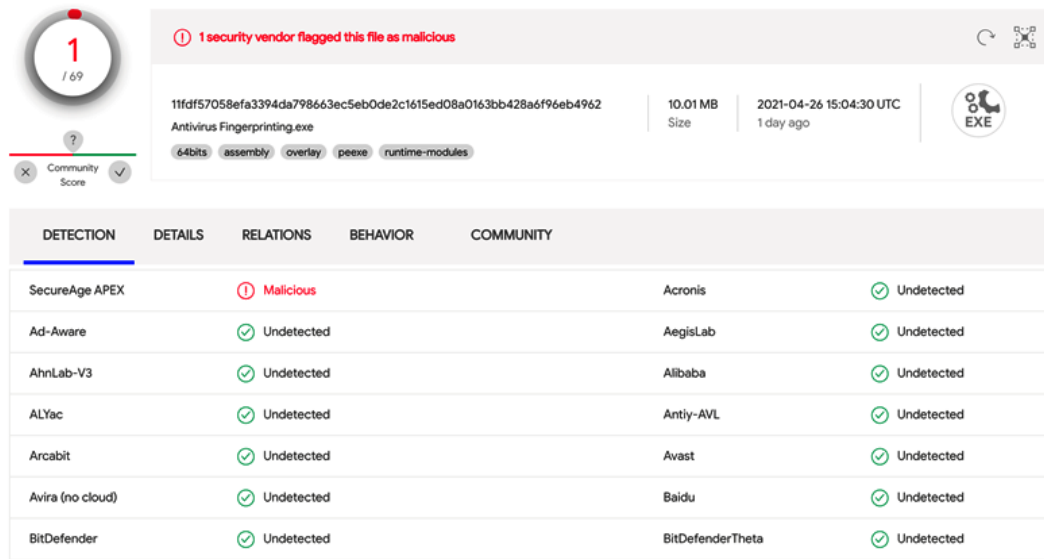 1
/ 69
?
Community
Score
1 security vendor flagged this file as malicious
11fdf57058efa3394da798663ec5eb0de2c1615ed08a0163bb428a6f96eb4962
Antivirus Fingerprinting.exe
64bits assembly overlay peexe runtime-modules
10.01 MB
Size
2021-04-26 15:04:30 UTC
1 day ago
EXE
DETECTION DETAILS RELATIONS BEHAVIOR COMMUNITY
SecureAge APEX Malicious Acronis Undetected
Ad-Aware Undetected AegisLab Undetected
AhnLab-V3 Undetected Alibaba Undetected
ALYac Undetected Antiy-AVL Undetected
Arcabit Undetected Avast Undetected
Avira (no cloud) Undetected Baidu Undetected
BitDefender Undetected BitDefenderTheta Undetected